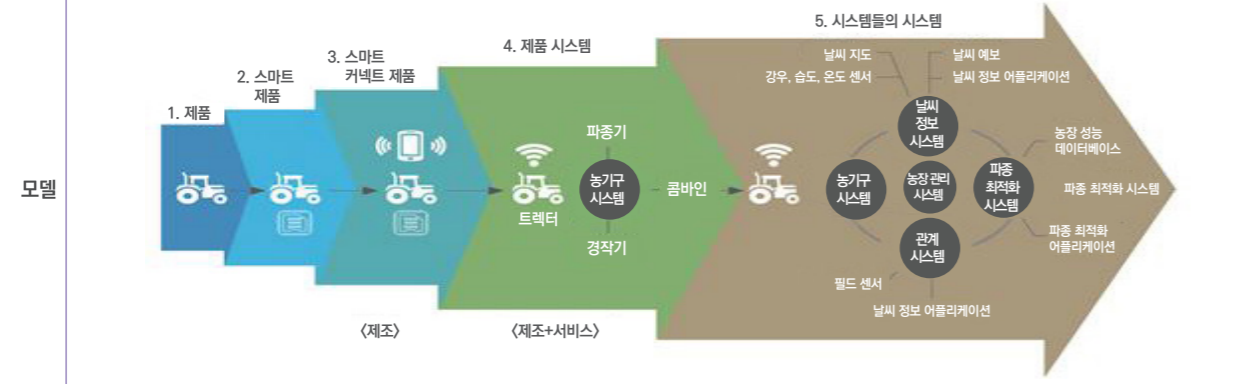 모델
1. 제품
2. 스마트
제품
3. 스마트
커넥트 제품
4. 제품 시스템
5. 시스템들의 시스템
파종기
농기구
시스템
콤바인
트렉터
경작기
〈제조〉
〈제조+서비스〉
날씨 지도
강우, 습도, 온도 센서
날씨 예보
날씨 정보 어플리케이션
날씨
정보
시스템
농기구
시스템
농장 관리
시스템
파종
최적화
시스템
관계
시스템
농장 성능
데이터베이스
파종 최적화 시스템
파종 최적화
어플리케이션
필드 센서
날씨 정보 어플리케이션